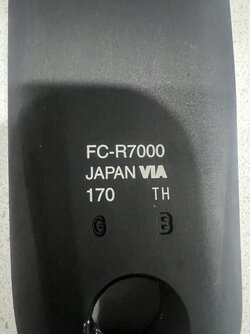 FC-R7000
JAPAN VIA
170 TH
G B